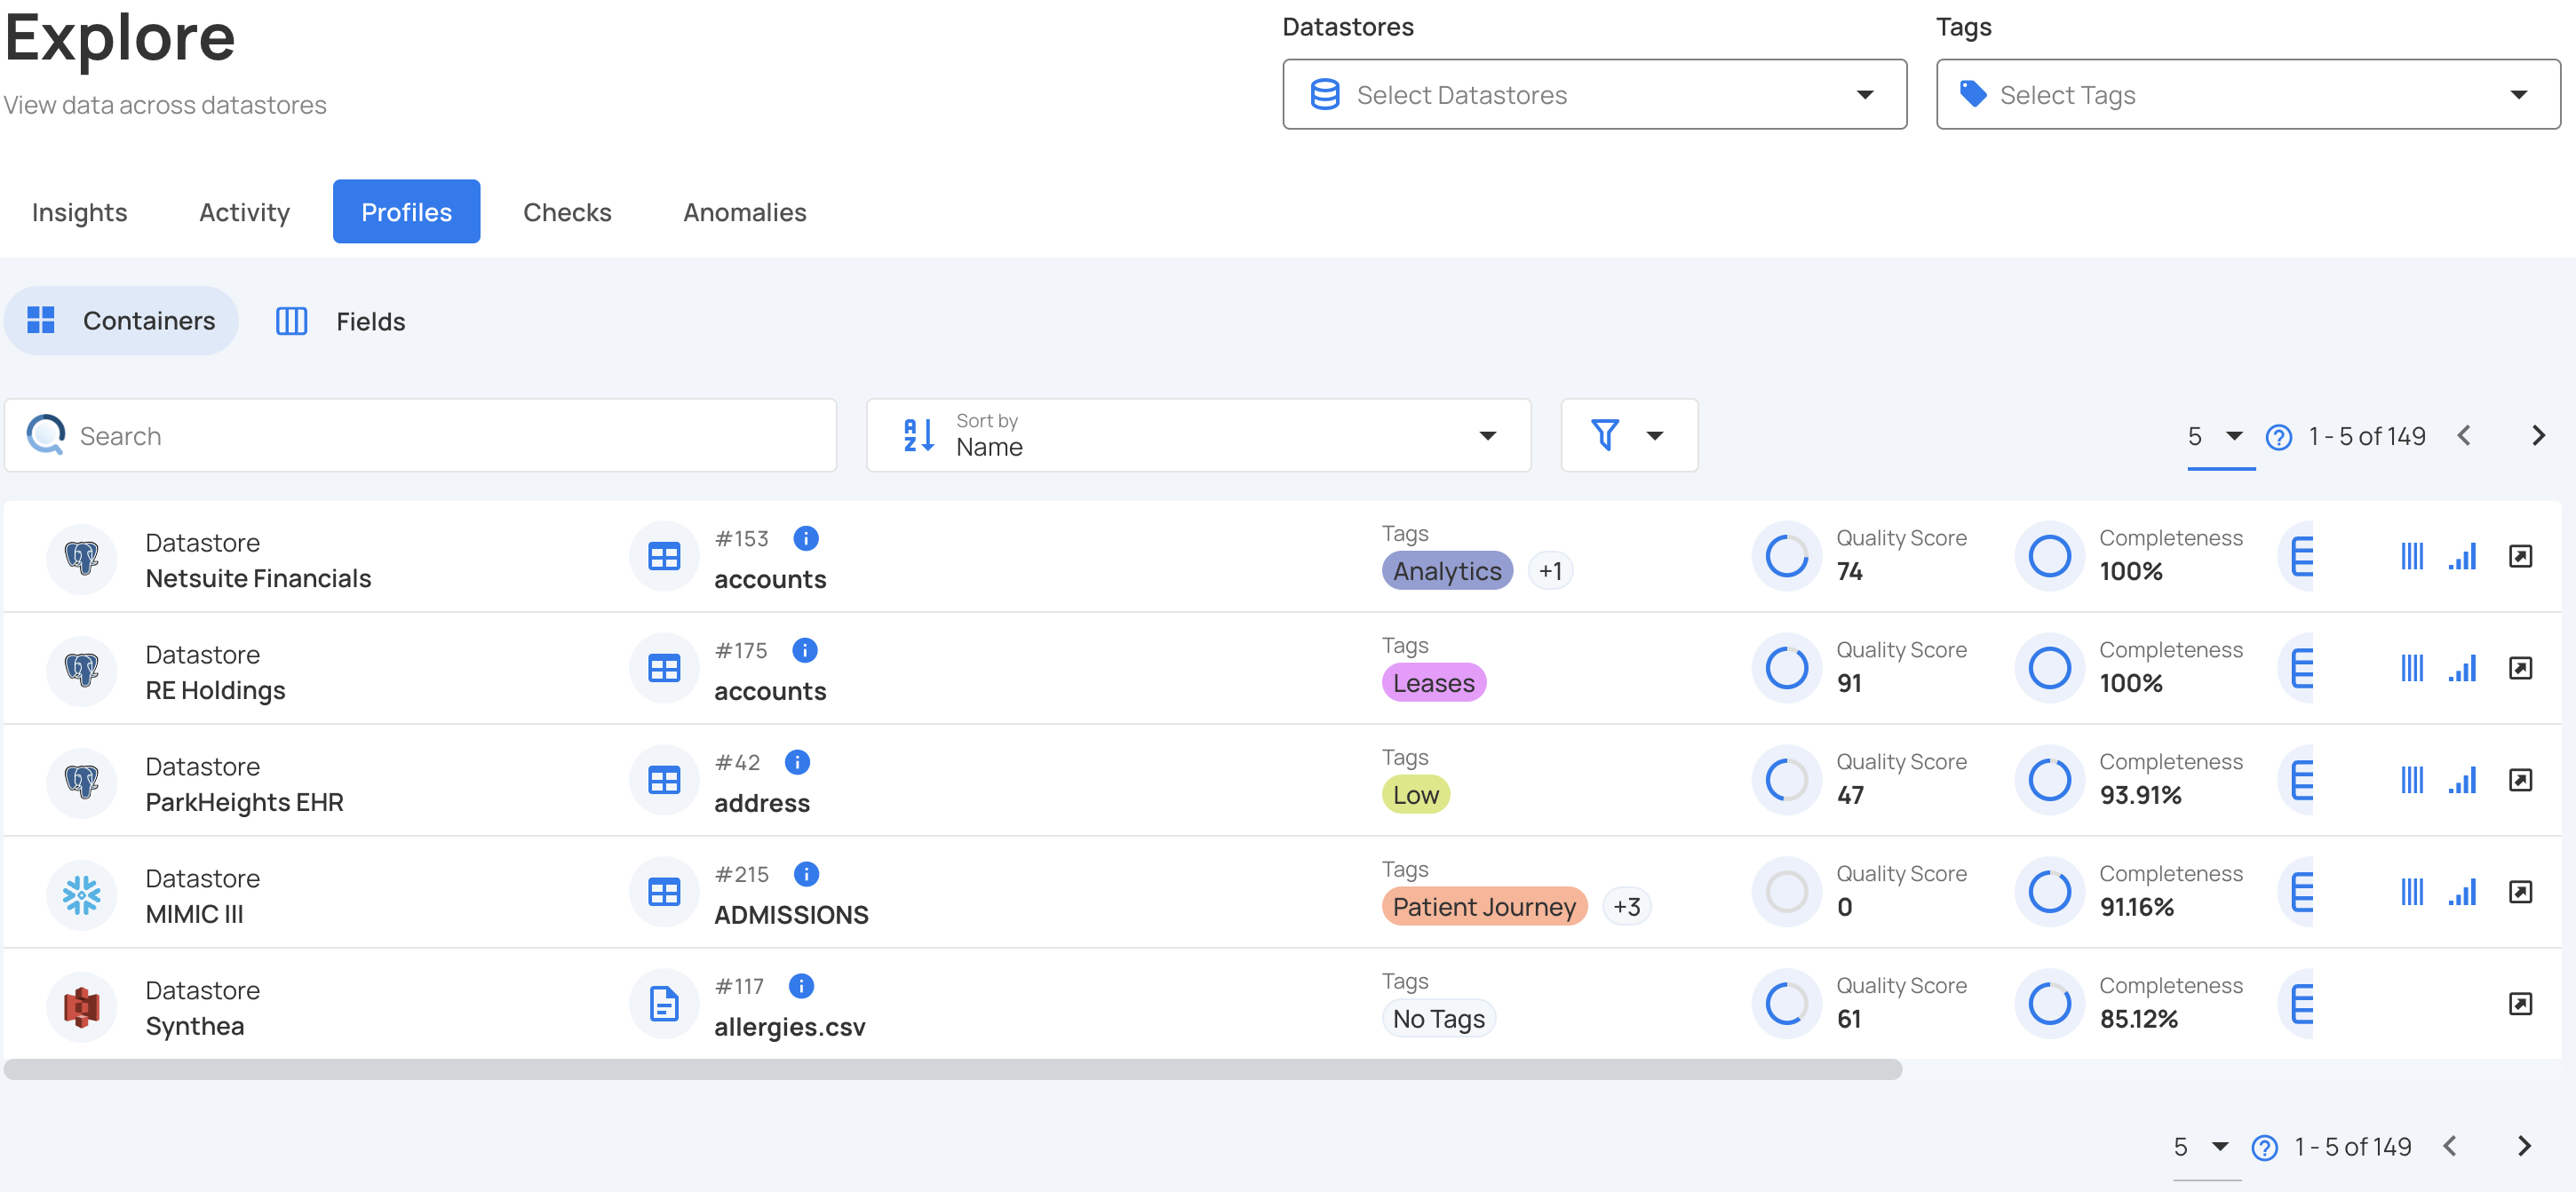 Explore
View data across datastores
Datastores
Select Datastores
Tags
Select Tags
Insights
Activity
Profiles
Checks
Anomalies
Containers
Fields
Search
Sort by
Name
5
1 - 5 of 149
Datastore
Netsuite Financials
#153
accounts
Tags
Analytics +1
Quality Score
74
Completeness
100%
Datastore
RE Holdings
#175
accounts
Tags
Leases
Quality Score
91
Completeness
100%
Datastore
ParkHeights EHR
#42
address
Tags
Low
Quality Score
47
Completeness
93.91%
Datastore
MIMIC III
#215
ADMISSIONS
Tags
Patient Journey +3
Quality Score
0
Completeness
91.16%
Datastore
Synthea
#117
allergies.csv
Tags
No Tags
Quality Score
61
Completeness
85.12%
5
1 - 5 of 149